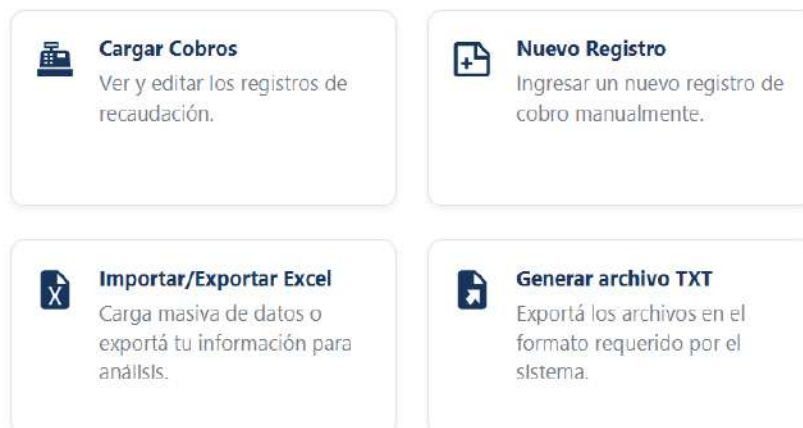 Cargar Cobros
Ver y editar los registros de
recaudación.
Nuevo Registro
Ingresar un nuevo registro de
cobro manualmente.
Importar/Exportar Excel
Carga masiva de datos o
exportá tu información para
análisis.
Generar archivo TXT
Exportá los archivos en el
formato requerido por el
sistema.